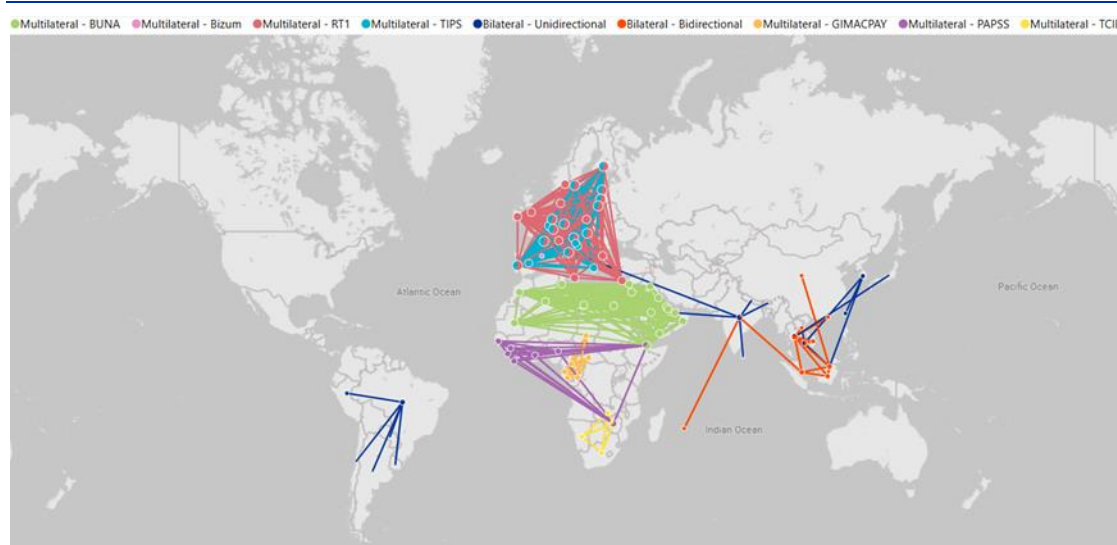 Multilateral - BUNA Multilateral - Bizum Multilateral - RT1 Multilateral - TIPS Bilateral - Unidirectional Bilateral - Bidirectional Multilateral - GIMACPAY Multilateral - PAPSS Multilateral - TCIB
Atlantic Ocean
Pacific Ocean
Indian Ocean